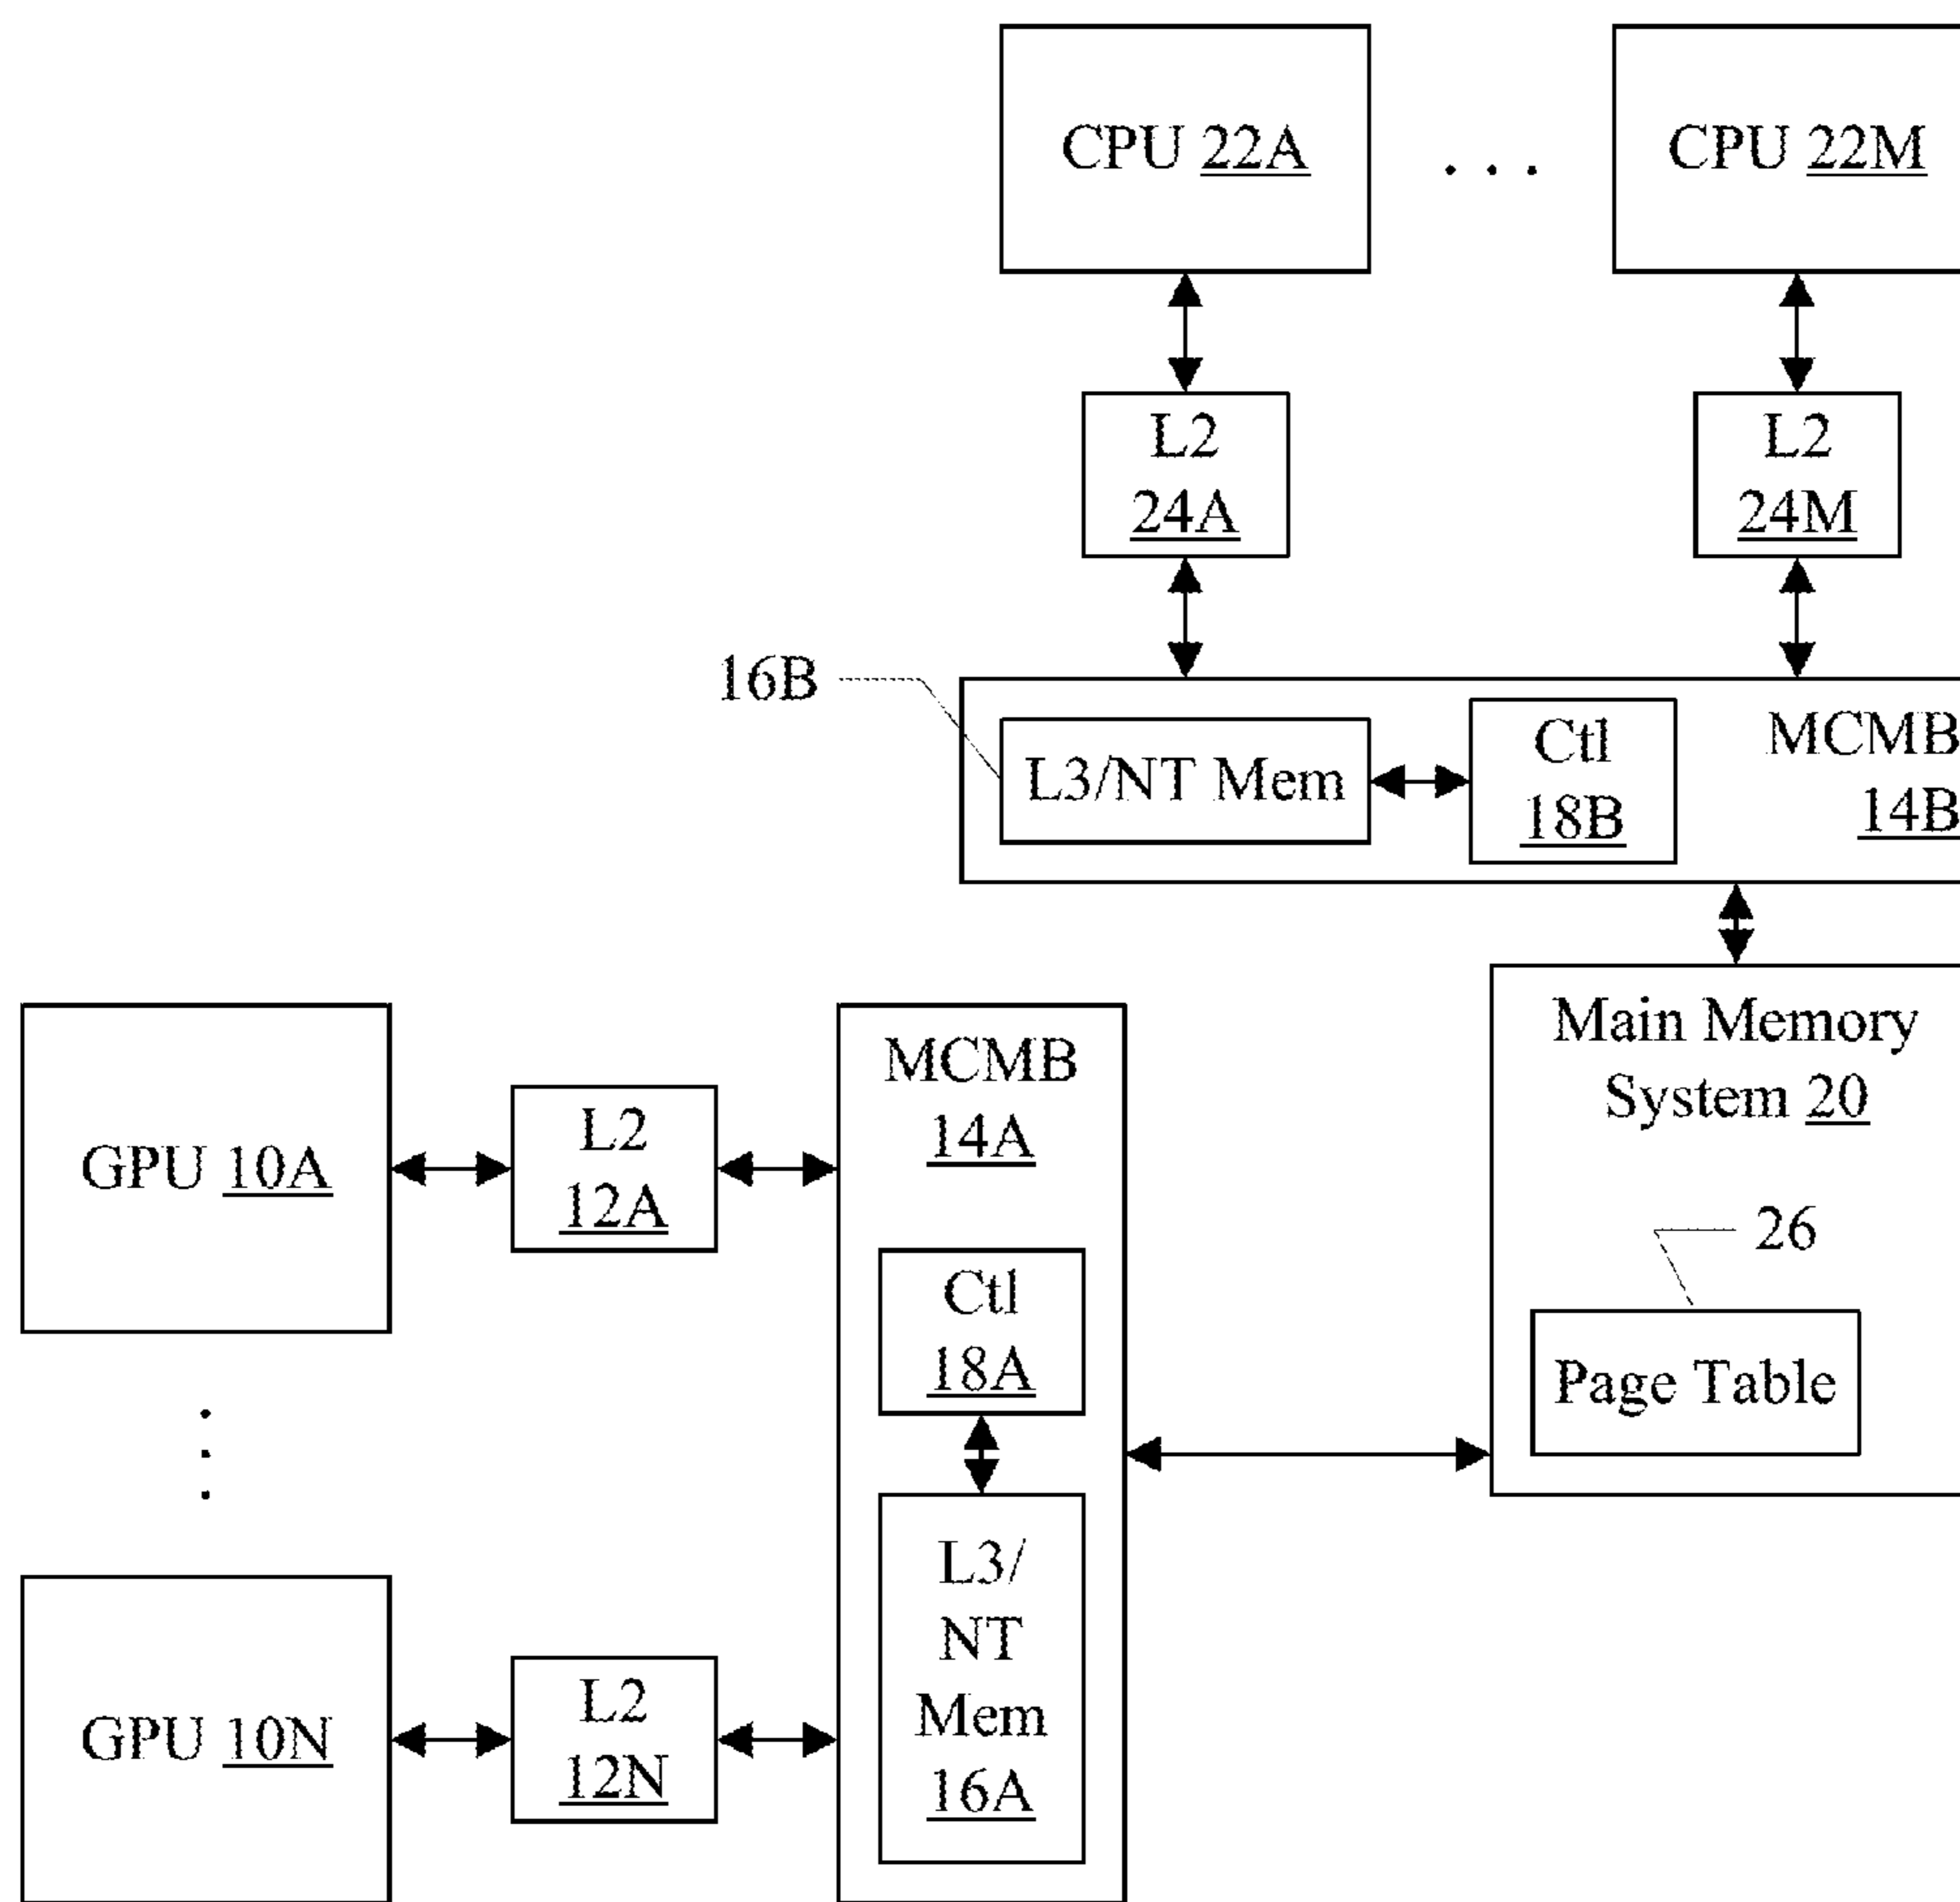 CPU 22A
. . .
CPU 22M
L2
24A
L2
24M
16B
L3/NT Mem
Ctl
18B
MCMB
14B
Main Memory
System 20
26
Page Table
GPU 10A
L2
12A
MCMB
14A
Ctl
18A
L3/
NT
Mem
16A
GPU 10N
L2
12N